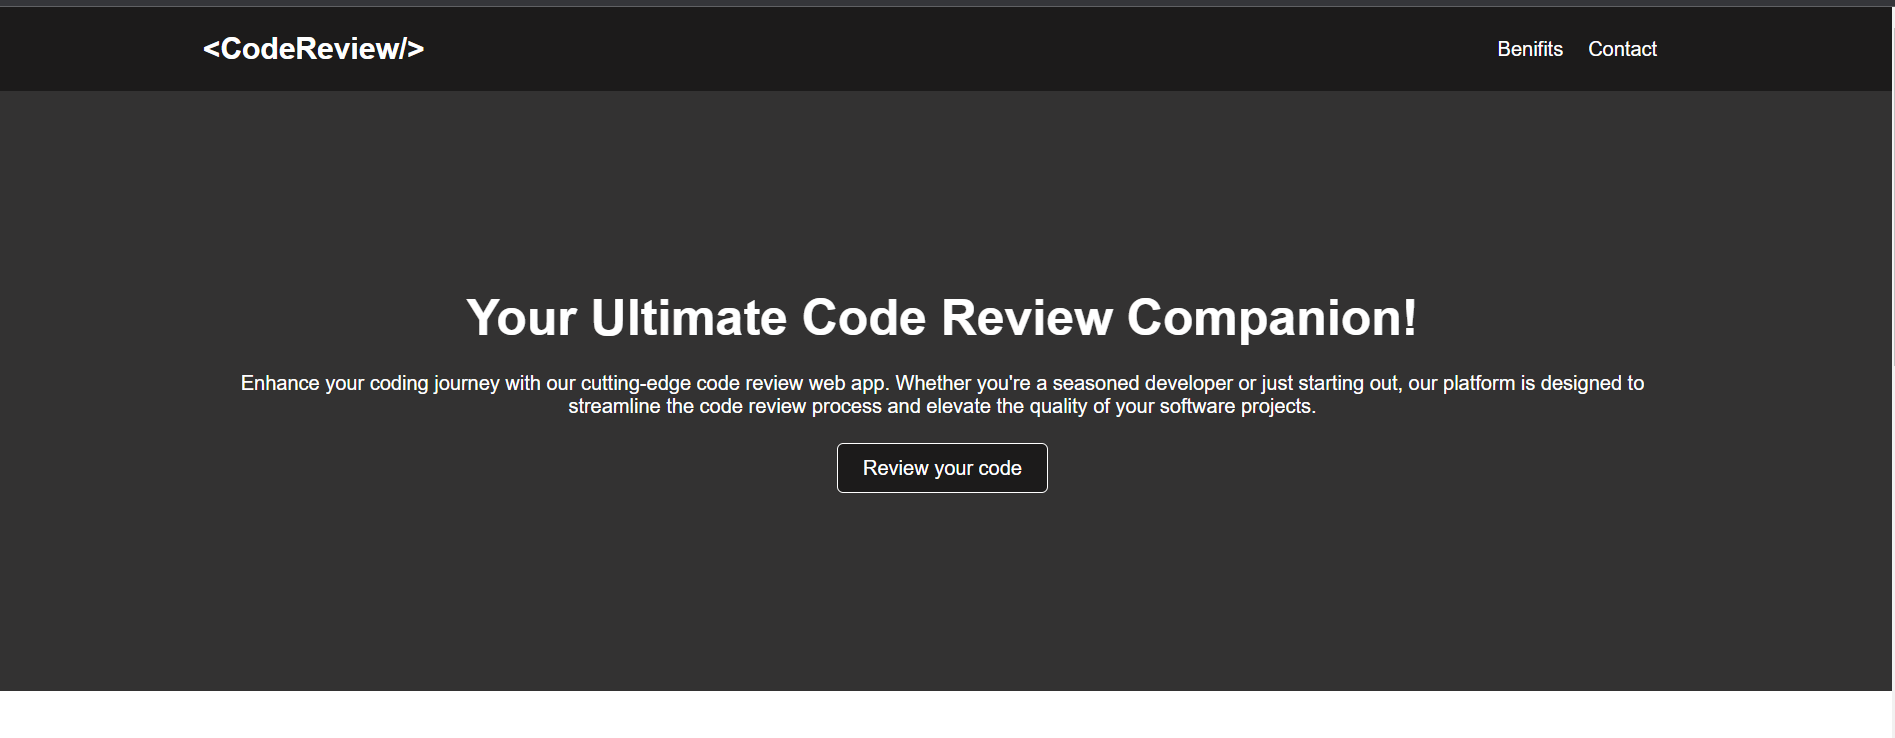 <CodeReview/>
Benifits Contact
Your Ultimate Code Review Companion!
Enhance your coding journey with our cutting-edge code review web app. Whether you're a seasoned developer or just starting out, our platform is designed to
streamline the code review process and elevate the quality of your software projects.
Review your code